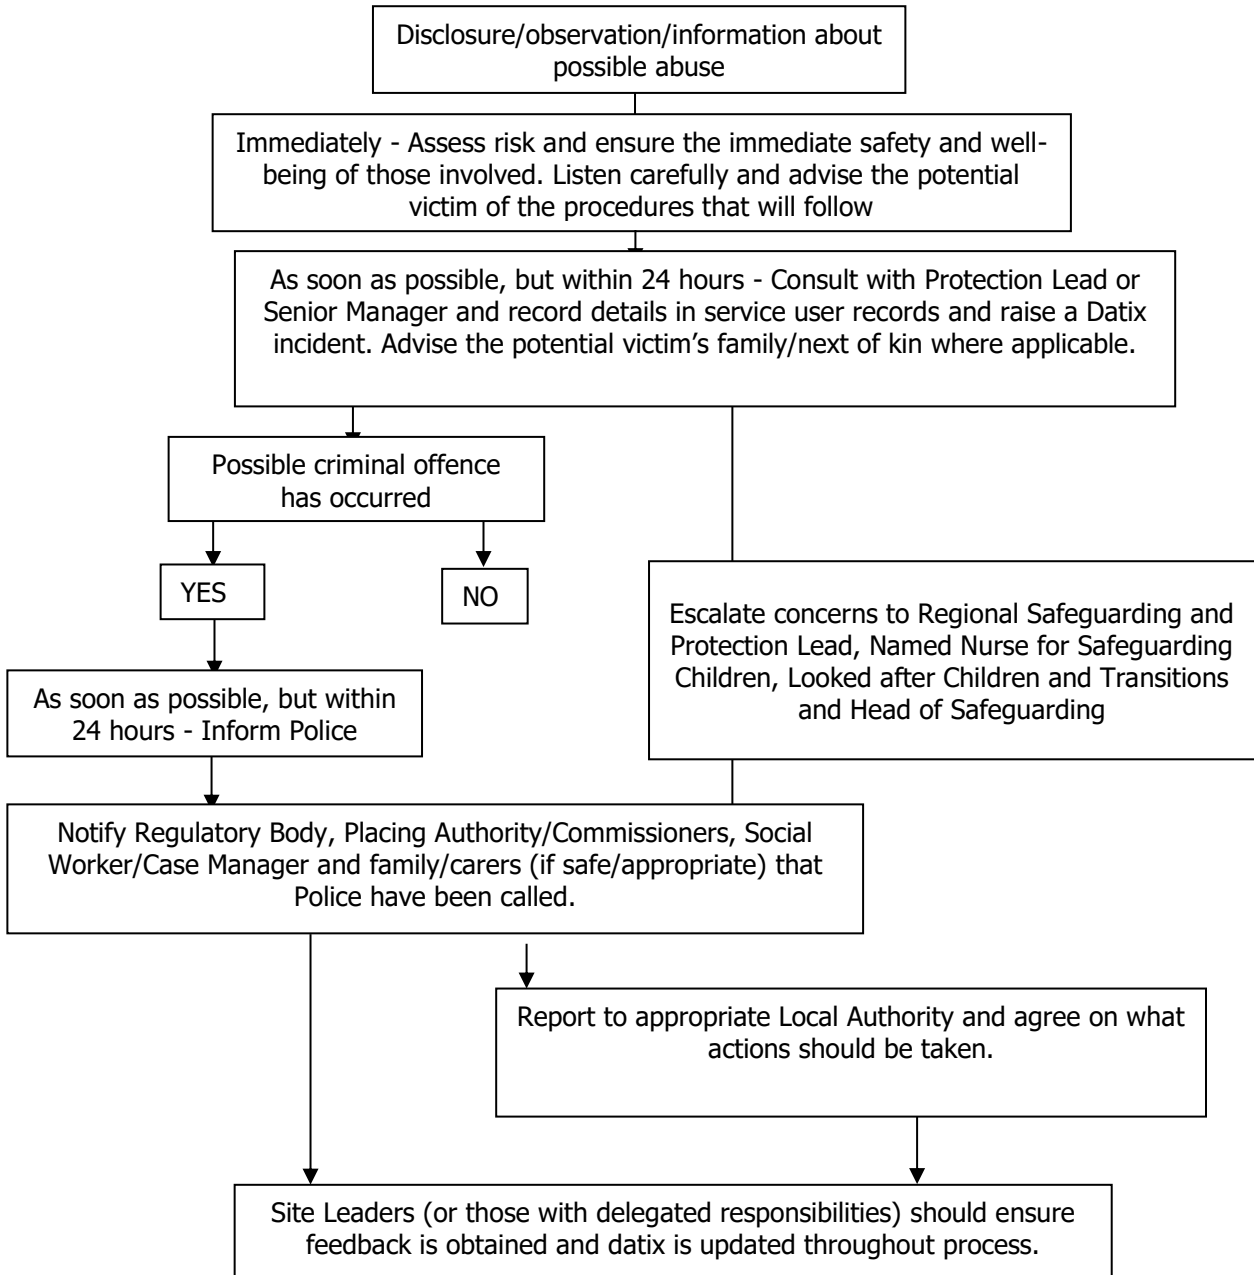 Disclosure/observation/information about
possible abuse
Immediately - Assess risk and ensure the immediate safety and well-
being of those involved. Listen carefully and advise the potential
victim of the procedures that will follow
As soon as possible, but within 24 hours - Consult with Protection Lead or
Senior Manager and record details in service user records and raise a Datix
incident. Advise the potential victim's family/next of kin where applicable.
Possible criminal offence
has occurred
YES
NO
Escalate concerns to Regional Safeguarding and
Protection Lead, Named Nurse for Safeguarding
Children, Looked after Children and Transitions
and Head of Safeguarding
As soon as possible, but within
24 hours - Inform Police
Notify Regulatory Body, Placing Authority/Commissioners, Social
Worker/Case Manager and family/carers (if safe/appropriate) that
Police have been called.
Report to appropriate Local Authority and agree on what
actions should be taken.
Site Leaders (or those with delegated responsibilities) should ensure
feedback is obtained and datix is updated throughout process.